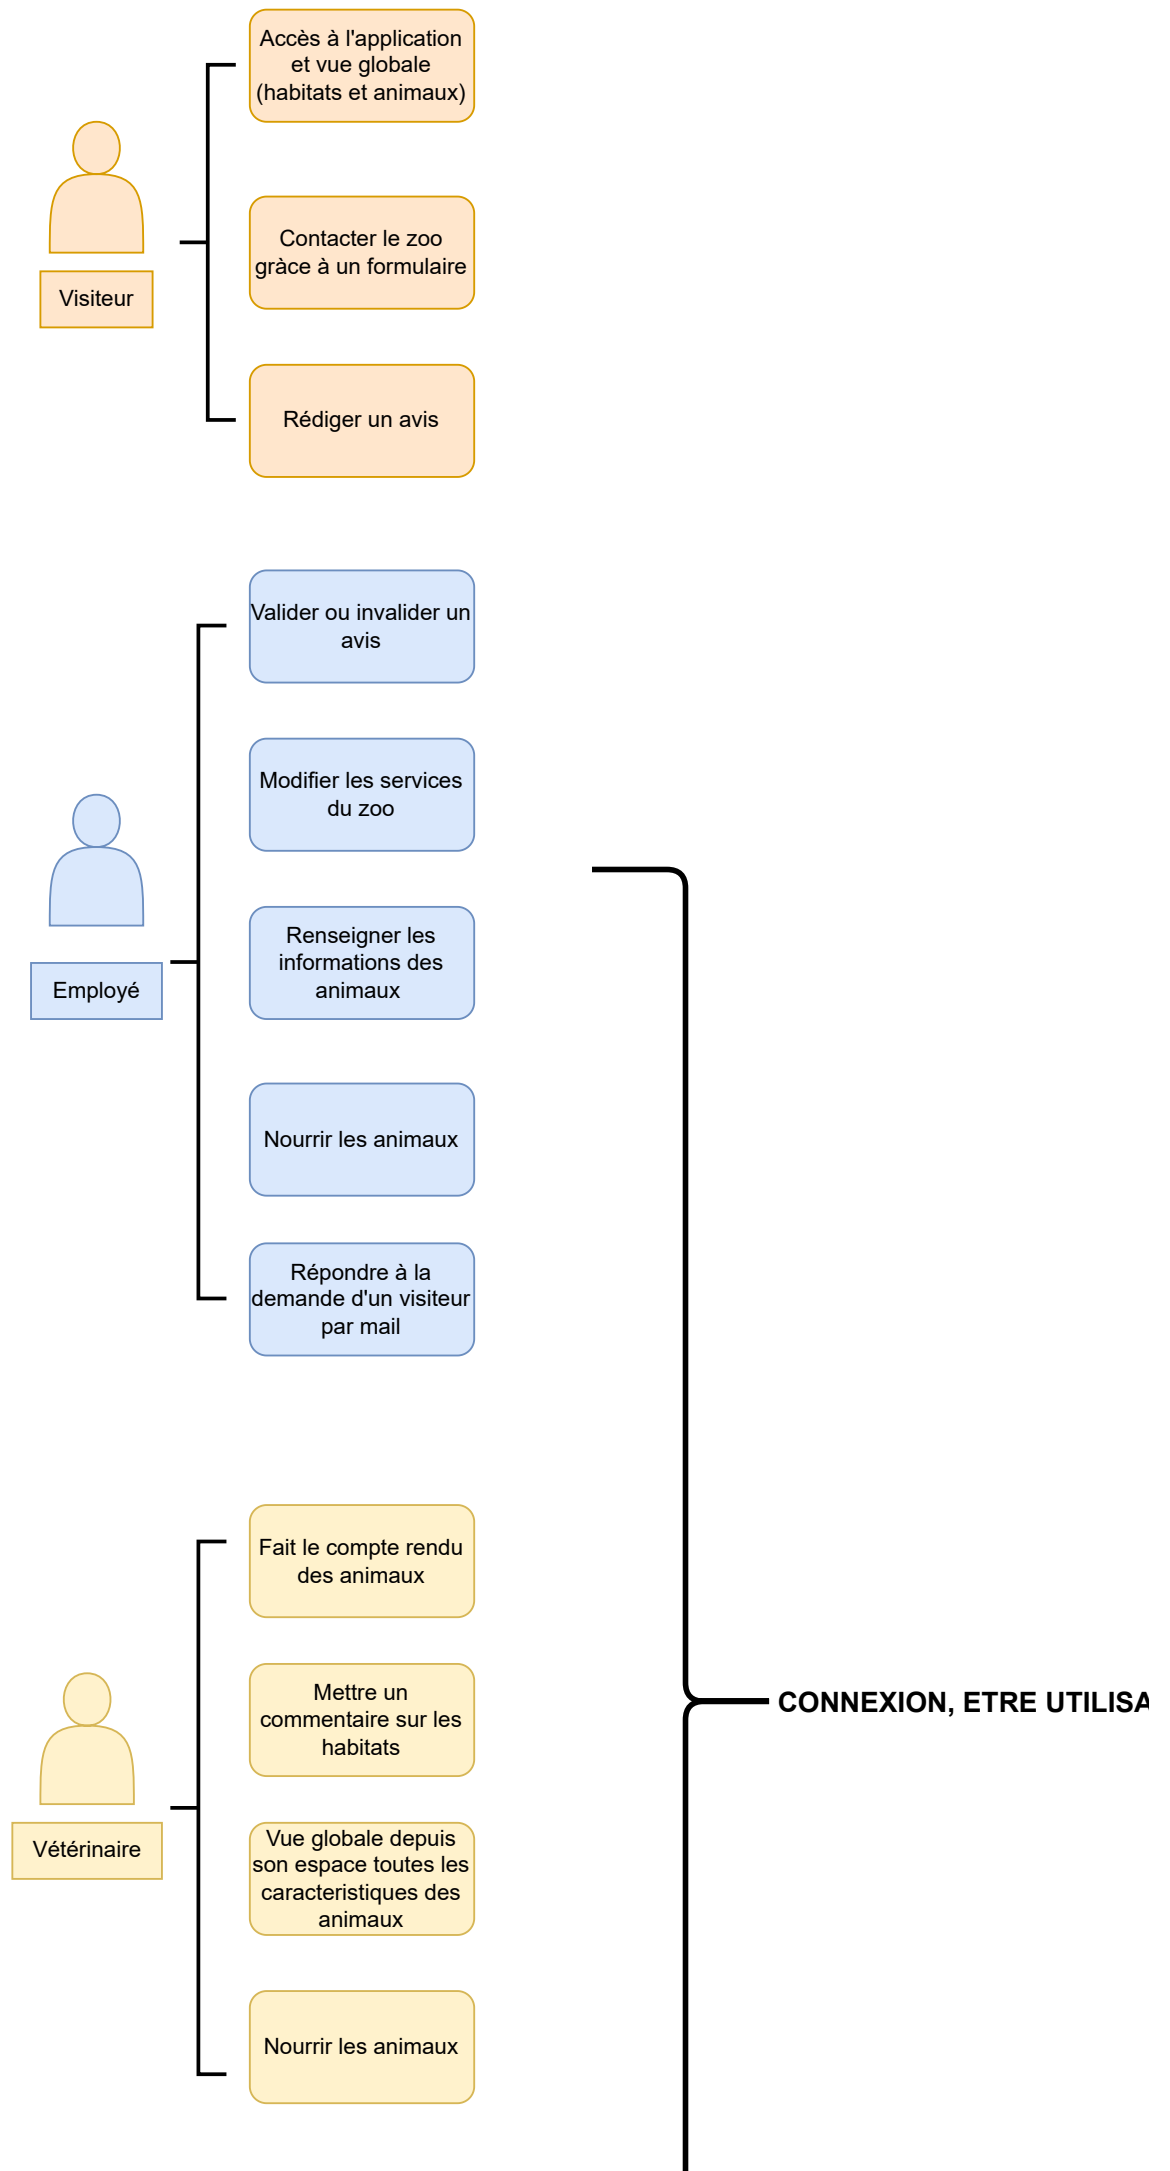 Accès à l'application
et vue globale
(habitats et animaux)
Contacter le zoo
gràce à un formulaire
Visiteur
Rédiger un avis
Valider ou invalider un
avis
Modifier les services
du zoo
Renseigner les
informations des
animaux
Employé
Nourrir les animaux
Répondre à la
demande d'un visiteur
par mail
Fait le compte rendu
des animaux
Mettre un
commentaire sur les
habitats
CONNEXION, ETRE UTILISA
Vétérinaire
Vue globale depuis
son espace toutes les
caracteristiques des
animaux
Nourrir les animaux